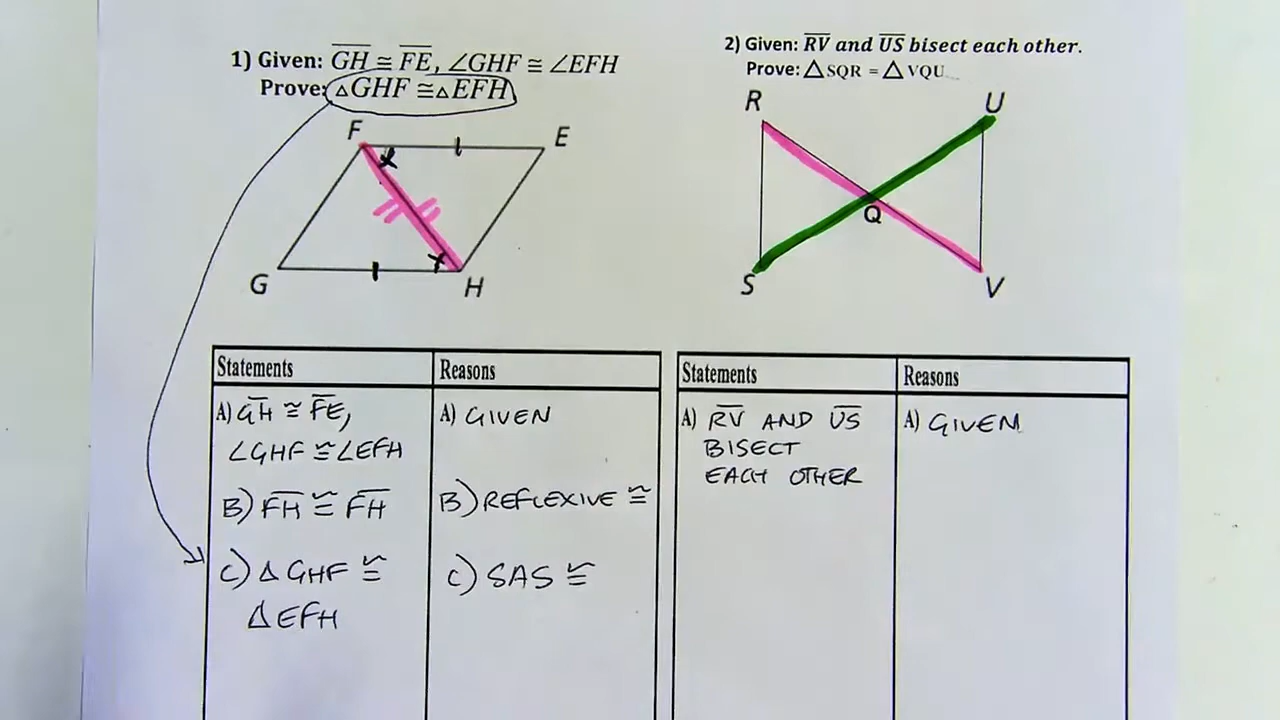 1) Given: GH ≅ FE, ∠GHF ≅ ∠EFH
Prove: △GHF ≅ △EFH
F
E
G
H
Statements
Reasons
A) GH ≅ FE,
∠GHF ≅ ∠EFH
A) GIVEN
B) FH ≅ FH
B) REFLEXIVE ≅
C) △ GHF ≅
△EFH
C) SAS ≅
2) Given: RV and US bisect each other.
Prove: △ SQR = △ VQU
R
U
Q
S
V
Statements
Reasons
A) RV AND US
BISECT
EACH OTHER
A) GIVEN